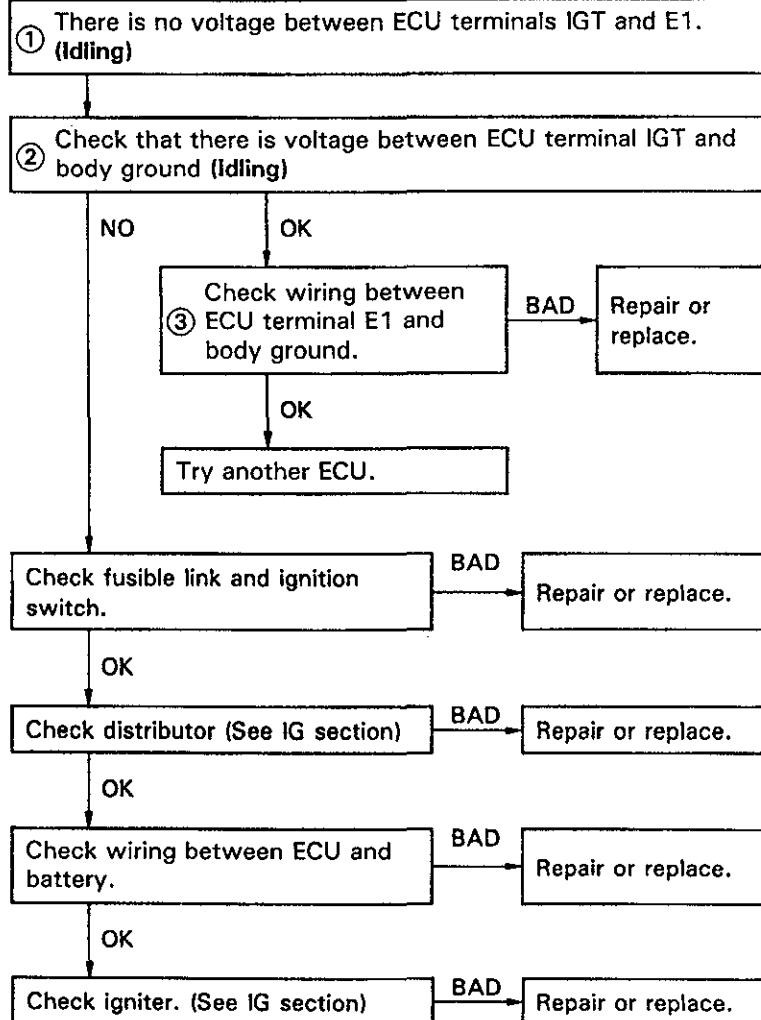 ① There is no voltage between ECU terminals IGT and E1.
(Idling)
② Check that there is voltage between ECU terminal IGT and
body ground (Idling)
NO
OK
③ Check wiring between
ECU terminal E1 and
body ground.
BAD
Repair or
replace.
OK
Try another ECU.
Check fusible link and ignition
switch.
BAD
Repair or replace.
OK
Check distributor (See IG section)
BAD
Repair or replace.
OK
Check wiring between ECU and
battery.
BAD
Repair or replace.
OK
Check igniter. (See IG section)
BAD
Repair or replace.